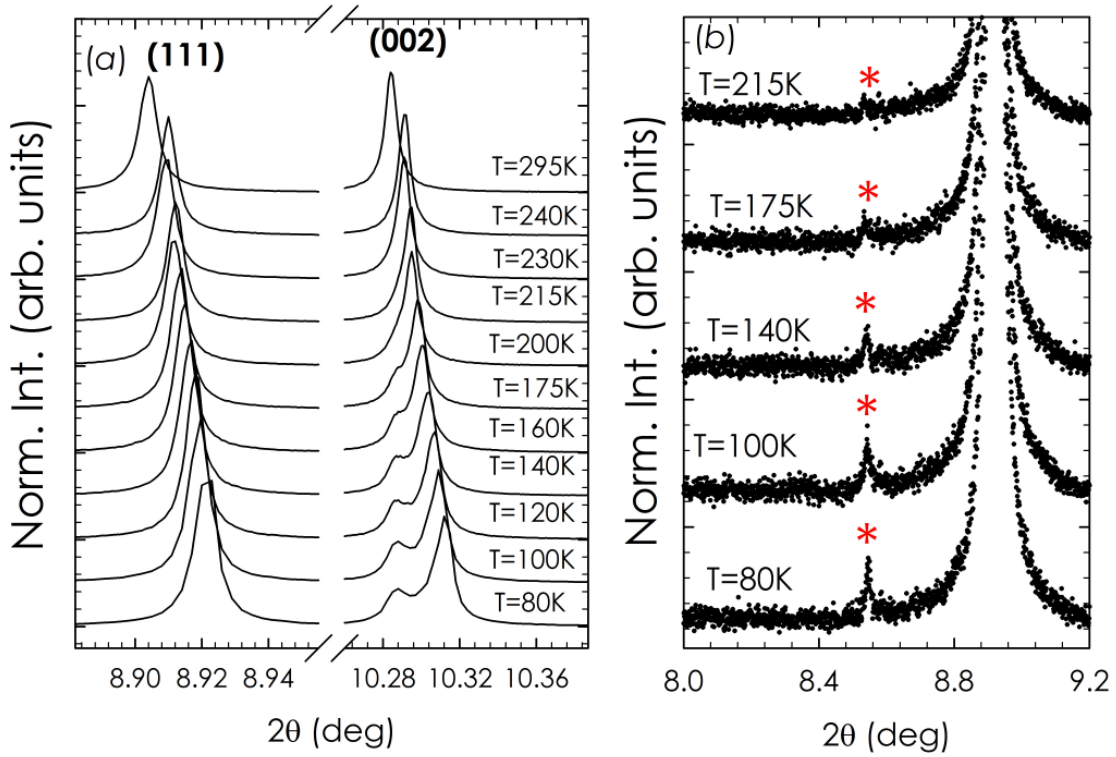 (a) (111) (002)
T=295K
T=240K
T=230K
T=215K
T=200K
T=175K
T=160K
T=140K
T=120K
T=100K
T=80K
8.90 8.92 8.94 10.28 10.32 10.36
2θ (deg)
Norm. Int. (arb. units)
(b)
T=215K *
T=175K *
T=140K *
T=100K *
T=80K *
8.0 8.4 8.8 9.2
2θ (deg)
Norm. Int. (arb. units)